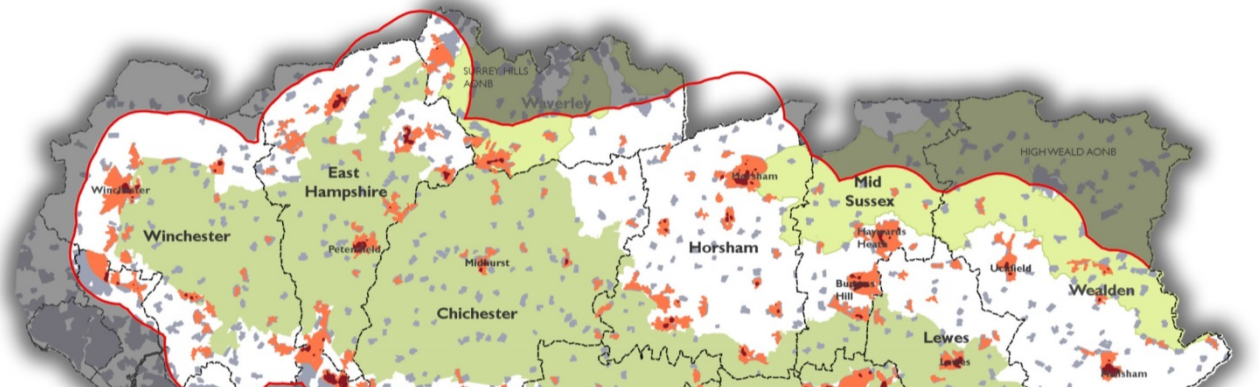 SURREY HILLS
AONB
Waverley
HIGH WEALD AONB
Winchester
East
Hampshire
Horsham
Mid
Sussex
Winchester
Petersfield
Midhurst
Horsham
Haywards
Heath
Uckfield
Burgess
Hill
Wealden
Chichester
Lewes
Lewes
Hailsham